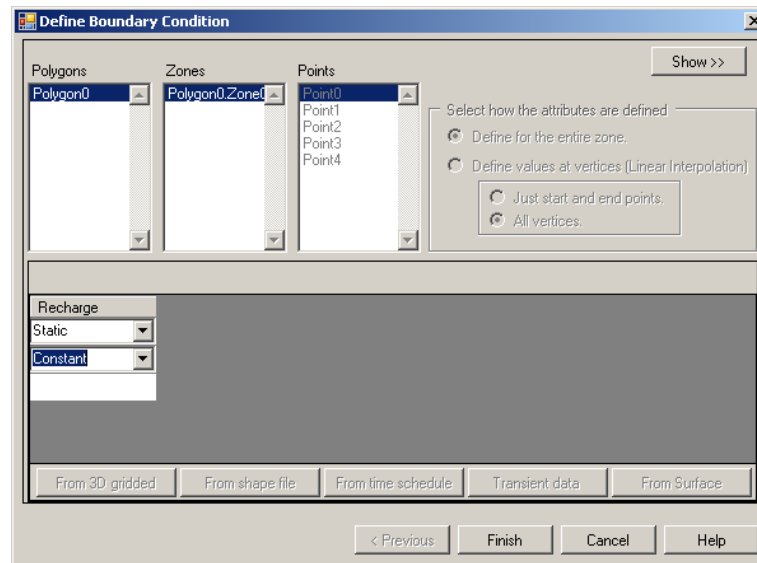 Define Boundary Condition
Show >>
Polygons Zones Points
Polygon0 Polygon0.Zone0 Point0
Point1
Point2
Point3
Point4
Select how the attributes are defined
Define for the entire zone.
Define values at vertices (Linear Interpolation)
Just start and end points.
All vertices.
Recharge
Static
Constant
From 3D gridded From shape file From time schedule Transient data From Surface
< Previous Finish Cancel Help